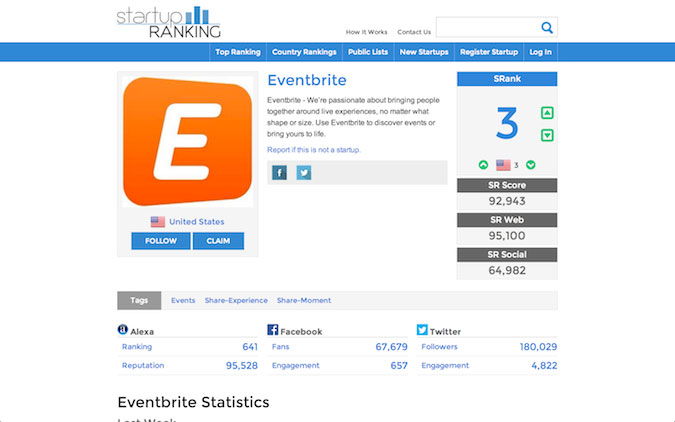 startup
RANKING
How It Works Contact Us
Top Ranking Country Rankings Public Lists New Startups Register Startup Log In
E
United States
FOLLOW CLAIM
Eventbrite
Eventbrite - We're passionate about bringing people
together around live experiences, no matter what
shape or size. Use Eventbrite to discover events or
bring yours to life.
Report if this is not a startup.
SRank
3
3
SR Score
92,943
SR Web
95,100
SR Social
64,982
Tags Events Share-Experience Share-Moment
Alexa
Ranking 641
Reputation 95,528
Facebook
Fans 67,679
Engagement 657
Twitter
Followers 180,029
Engagement 4,822
Eventbrite Statistics
Last Week